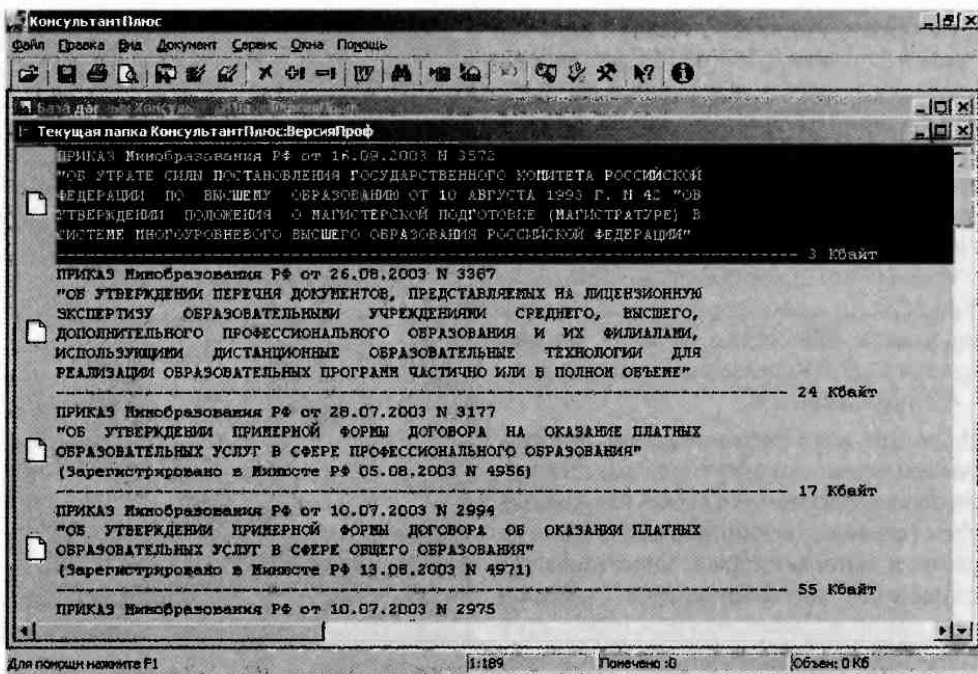 КонсультантПлюс
Файл Правка Вид Документ Сервис Окна Помощь
Текущая папка КонсультантПлюс:ВерсияПроф
ПРИКАЗ Минобразования РФ от 16.09.2003 N 3572
"ОБ УТРАТЕ СИЛЫ ПОСТАНОВЛЕНИЯ ГОСУДАРСТВЕННОГО КОМИТЕТА РОССИЙСКОЙ
ФЕДЕРАЦИИ ПО ВЫСШЕМУ ОБРАЗОВАНИЮ ОТ 10 АВГУСТА 1993 Г. N 42 "ОБ
УТВЕРЖДЕНИИ ПОЛОЖЕНИЯ О МАГИСТЕРСКОЙ ПОДГОТОВКЕ (МАГИСТРАТУРЕ) В
СИСТЕМЕ МНОГОУРОВНЕВОГО ВЫСШЕГО ОБРАЗОВАНИЯ РОССИЙСКОЙ ФЕДЕРАЦИИ"
3 Кбайт
ПРИКАЗ Минобразования РФ от 26.08.2003 N 3387
"ОБ УТВЕРЖДЕНИИ ПЕРЕЧНЯ ДОКУМЕНТОВ, ПРЕДСТАВЛЯЕМЫХ НА ЛИЦЕНЗИОННУЮ
ЭКСПЕРТИЗУ ОБРАЗОВАТЕЛЬНЫМИ УЧРЕЖДЕНИЯМИ СРЕДНЕГО, ВЫСШЕГО,
ДОПОЛНИТЕЛЬНОГО ПРОФЕССИОНАЛЬНОГО ОБРАЗОВАНИЯ И ИХ ФИЛИАЛАМИ,
ИСПОЛЬЗУЮЩИМИ ДИСТАНЦИОННЫЕ ОБРАЗОВАТЕЛЬНЫЕ ТЕХНОЛОГИИ ДЛЯ
РЕАЛИЗАЦИИ ОБРАЗОВАТЕЛЬНЫХ ПРОГРАММ ЧАСТИЧНО ИЛИ В ПОЛНОМ ОБЪЕМЕ"
24 Кбайт
ПРИКАЗ Минобразования РФ от 28.07.2003 N 3177
"ОБ УТВЕРЖДЕНИИ ПРИМЕРНОЙ ФОРМЫ ДОГОВОРА НА ОКАЗАНИЕ ПЛАТНЫХ
ОБРАЗОВАТЕЛЬНЫХ УСЛУГ В СФЕРЕ ПРОФЕССИОНАЛЬНОГО ОБРАЗОВАНИЯ"
(Зарегистрировано в Минюсте РФ 05.08.2003 N 4956)
17 Кбайт
ПРИКАЗ Минобразования РФ от 10.07.2003 N 2994
"ОБ УТВЕРЖДЕНИИ ПРИМЕРНОЙ ФОРМЫ ДОГОВОРА ОБ ОКАЗАНИИ ПЛАТНЫХ
ОБРАЗОВАТЕЛЬНЫХ УСЛУГ В СФЕРЕ ОБЩЕГО ОБРАЗОВАНИЯ"
(Зарегистрировано в Минюсте РФ 13.08.2003 N 4971)
55 Кбайт
ПРИКАЗ Минобразования РФ от 10.07.2003 N 2975
Для помощи нажмите F1
1:189
Помечено :0
Объем: 0 Кб